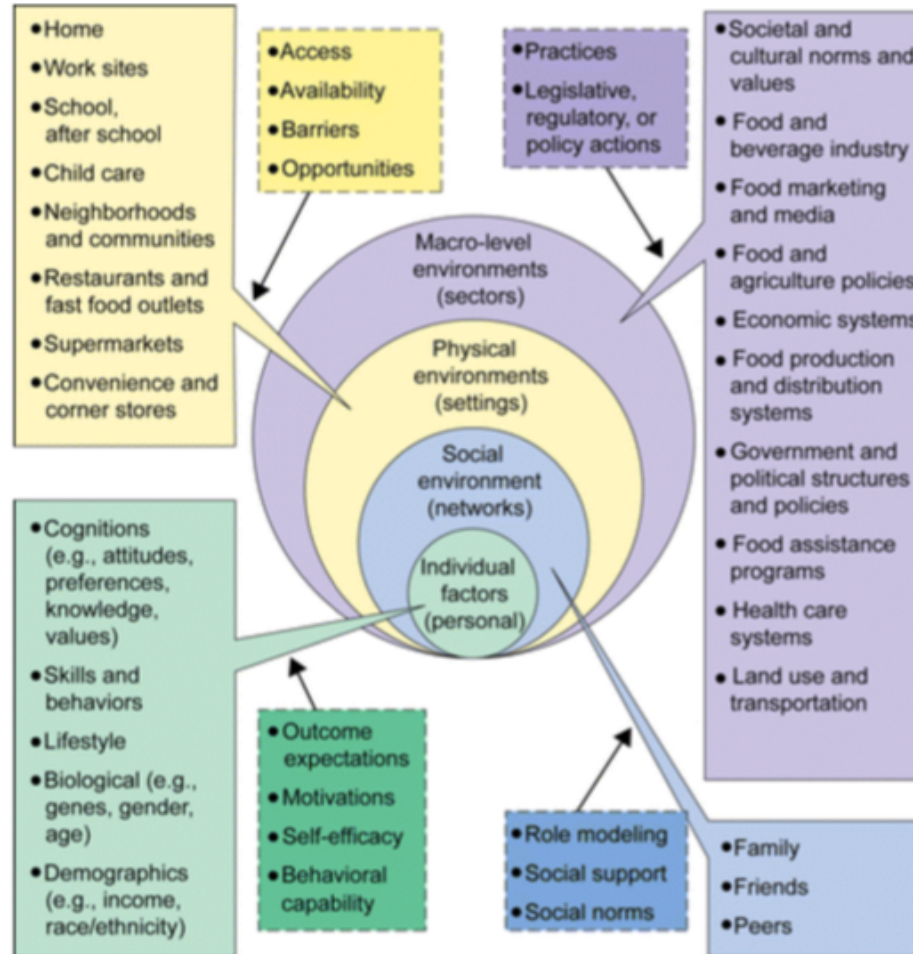 • Home
• Work sites
• School,
after school
• Child care
• Neighborhoods
and communities
• Restaurants and
fast food outlets
• Supermarkets
• Convenience and
corner stores
• Access
• Availability
• Barriers
• Opportunities
• Practices
• Legislative,
regulatory, or
policy actions
• Societal and
cultural norms and
values
• Food and
beverage industry
• Food marketing
and media
• Food and
agriculture policies
• Economic systems
• Food production
and distribution
systems
• Government and
political structures
and policies
• Food assistance
programs
• Health care
systems
• Land use and
transportation
Macro-level
environments
(sectors)
Physical
environments
(settings)
Social
environment
(networks)
Individual
factors
(personal)
• Cognitions
(e.g., attitudes,
preferences,
knowledge,
values)
• Skills and
behaviors
• Lifestyle
• Biological (e.g.,
genes, gender,
age)
• Demographics
(e.g., income,
race/ethnicity)
• Outcome
expectations
• Motivations
• Self-efficacy
• Behavioral
capability
• Role modeling
• Social support
• Social norms
• Family
• Friends
• Peers